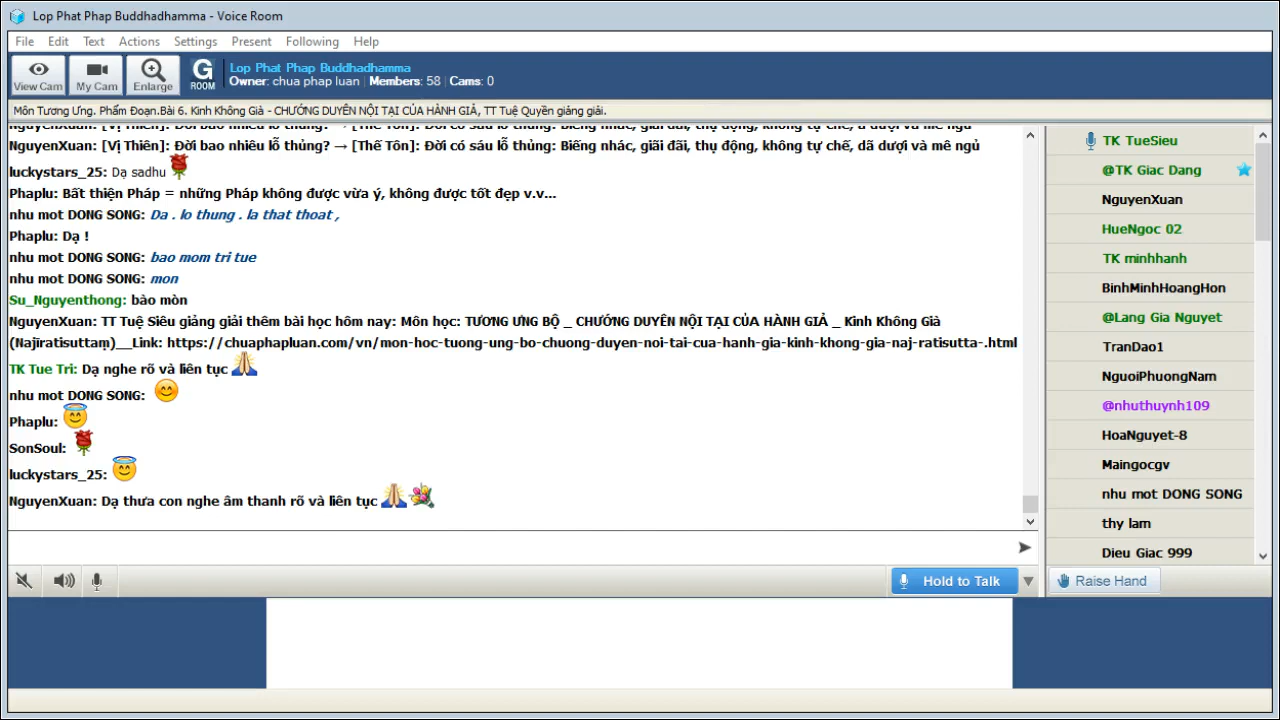 Lop Phat Phap Buddhadhamma - Voice Room
File Edit Text Actions Settings Present Following Help
View Cam My Cam Enlarge G ROOM
Lop Phat Phap Buddhadhamma
Owner: chua phap luan Members: 58 Cams: 0
Môn Tương Ưng. Phẩm Đoạn.Bài 6. Kinh Không Già - CHƯỚNG DUYÊN NỘI TẠI CỦA HÀNH GIẢ, TT Tuệ Quyền giảng giải.
NguyenXuan: [Vị Thiên]: Đời bao nhiêu lỗ thủng? → [Thế Tôn]: Đời có sáu lỗ thủng: Biếng nhác, giãi đãi, thụ động, không tự chế, dã dượi và mê ngủ
luckystars_25: Dạ sadhu
Phaplu: Bất thiện Pháp = những Pháp không được vừa ý, không được tốt đẹp v.v...
nhu mot DONG SONG: Da . lo thung . la that thoat ,
Phaplu: Dạ !
nhu mot DONG SONG: bao mom tri tue
nhu mot DONG SONG: mon
Su_Nguyenthong: bào mòn
NguyenXuan: TT Tuệ Siêu giảng giải thêm bài học hôm nay: Môn học: TƯƠNG ƯNG BỘ _ CHƯỚNG DUYÊN NỘI TẠI CỦA HÀNH GIẢ _ Kinh Không Già
(Najīratisuttaṃ)__Link: https://chuaphapluan.com/vn/mon-hoc-tuong-ung-bo-chuong-duyen-noi-tai-cua-hanh-gia-kinh-khong-gia-naj-ratisutta-.html
TK Tue Tri: Dạ nghe rõ và liên tục
nhu mot DONG SONG:
Phaplu:
SonSoul:
luckystars_25:
NguyenXuan: Dạ thưa con nghe âm thanh rõ và liên tục
TK TueSieu
@TK Giac Dang
NguyenXuan
HueNgoc 02
TK minhhanh
BinhMinhHoangHon
@Lang Gia Nguyet
TranDao1
NguoiPhuongNam
@nhuthuynh109
HoaNguyet-8
Maingocgv
nhu mot DONG SONG
thy lam
Dieu Giac 999
Hold to Talk
Raise Hand